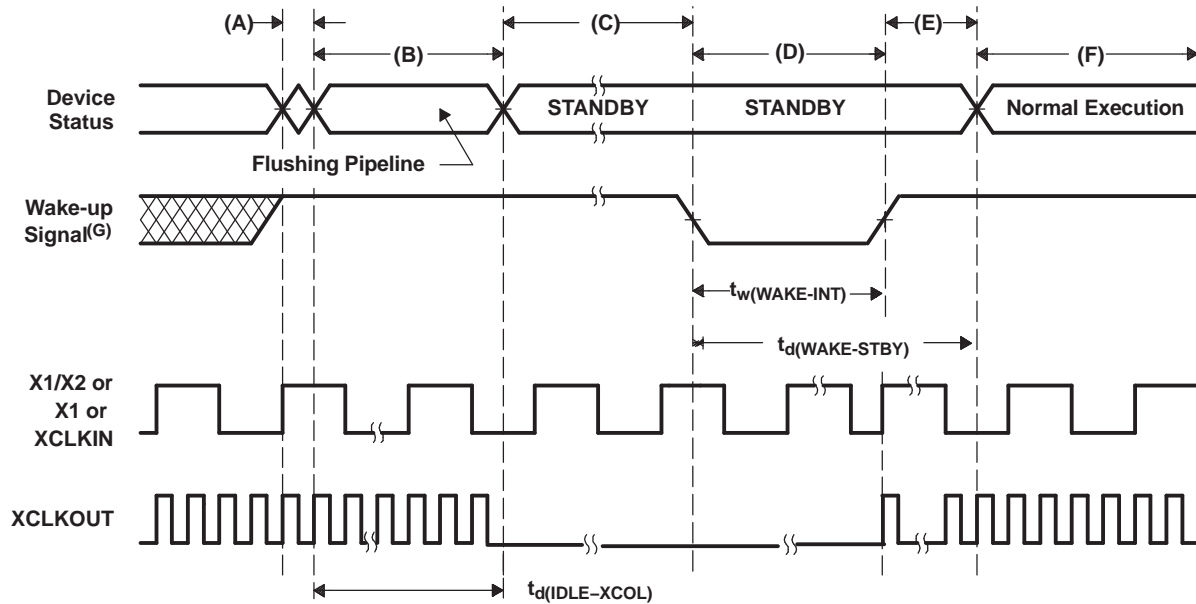 (A)
(B)
(C)
(D)
(E)
(F)
Device
Status
STANDBY
STANDBY
Normal Execution
Flushing Pipeline
Wake-up
Signal(G)
tw(WAKE-INT)
td(WAKE-STBY)
X1/X2 or
X1 or
XCLKIN
XCLKOUT
td(IDLE–XCOL)